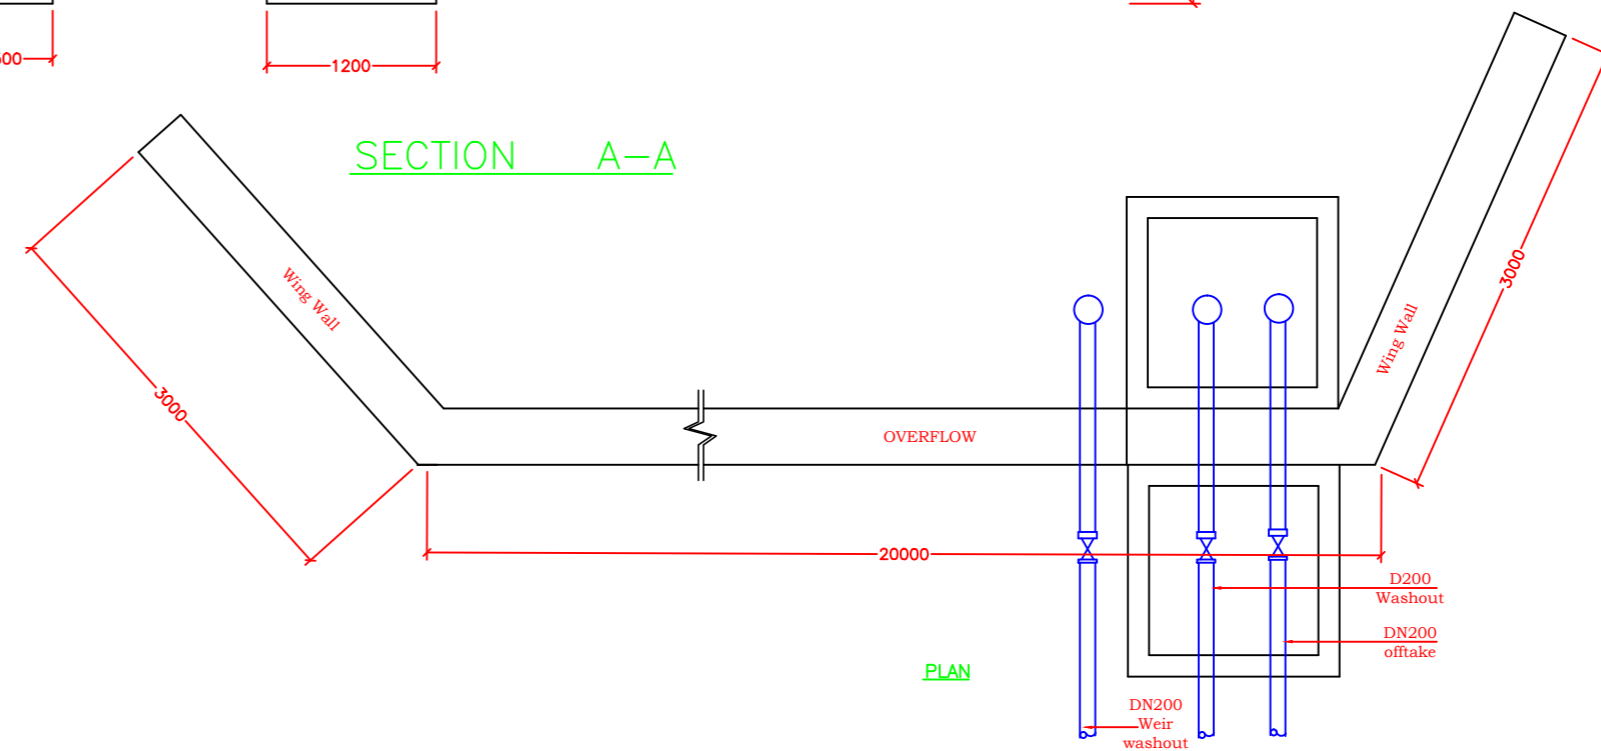 1200
SECTION A-A
Wing Wall
3000
Wing Wall
3000
OVERFLOW
20000
D200
Washout
DN200
offtake
PLAN
DN200
Weir
washout